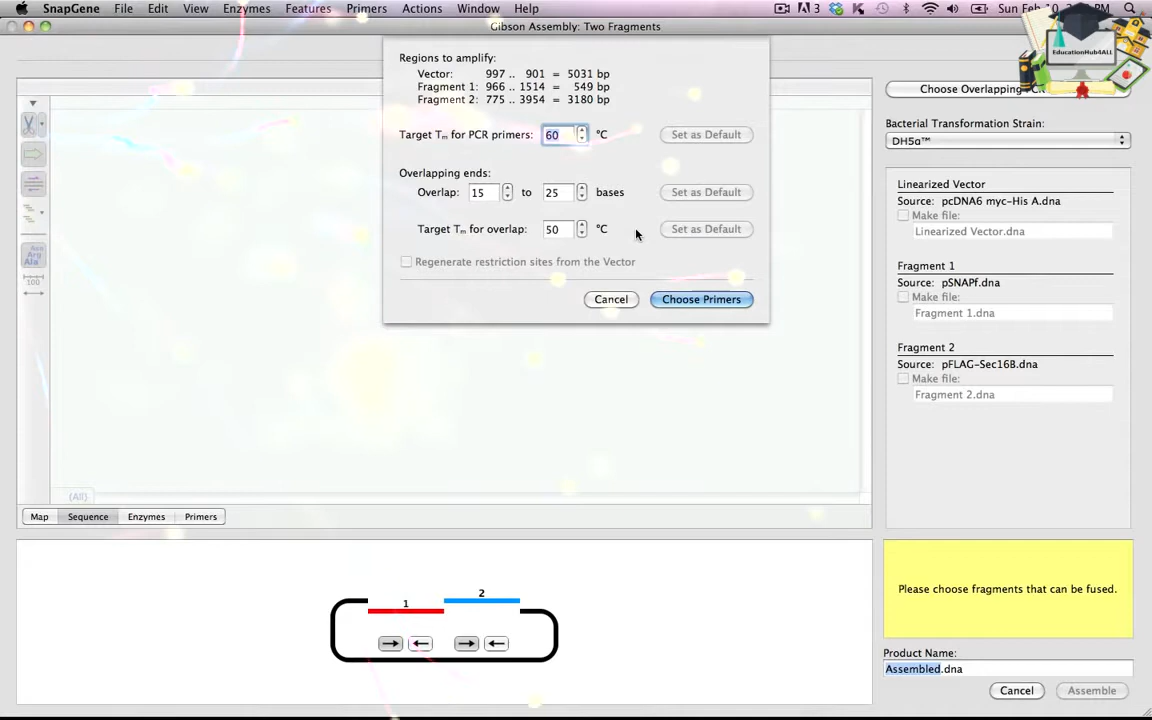 SnapGene File Edit View Enzymes Features Primers Actions Window Help
3 Sun Feb
Gibson Assembly: Two Fragments
EducationHub4ALL
Regions to amplify:
Vector: 997 .. 901 = 5031 bp
Fragment 1: 966 .. 1514 = 549 bp
Fragment 2: 775 .. 3954 = 3180 bp
Target Tm for PCR primers: 60 °C Set as Default
Overlapping ends:
Overlap: 15 to 25 bases Set as Default
Target Tm for overlap: 50 °C Set as Default
Regenerate restriction sites from the Vector
Cancel Choose Primers
Choose Overlapping
Bacterial Transformation Strain:
DH5α™
Linearized Vector
Source: pcDNA6 myc-His A.dna
Make file:
Linearized Vector.dna
Fragment 1
Source: pSNAPf.dna
Make file:
Fragment 1.dna
Fragment 2
Source: pFLAG-Sec16B.dna
Make file:
Fragment 2.dna
Asn
Arg
Ala
100
(All)
Map Sequence Enzymes Primers
1
2
Please choose fragments that can be fused.
Product Name:
Assembled.dna
Cancel Assemble